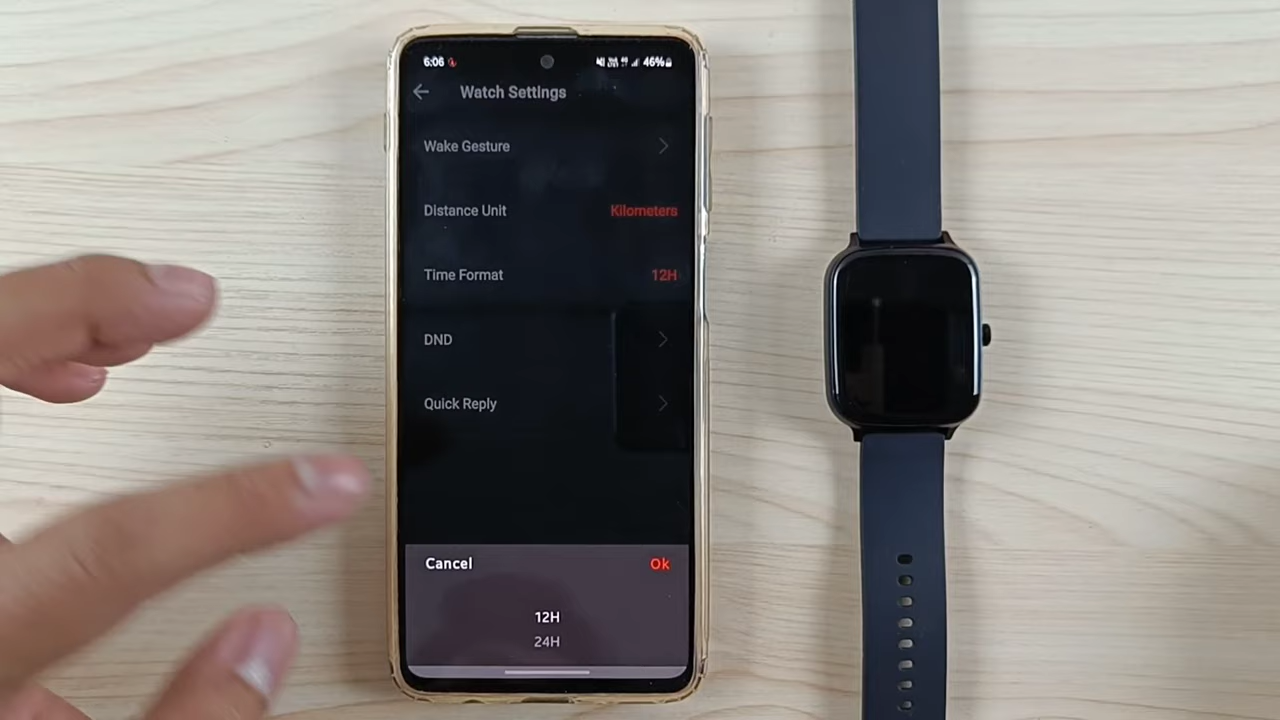 6:06 46%
Watch Settings
Wake Gesture
Distance Unit Kilometers
Time Format 12H
DND
Quick Reply
Cancel Ok
12H
24H